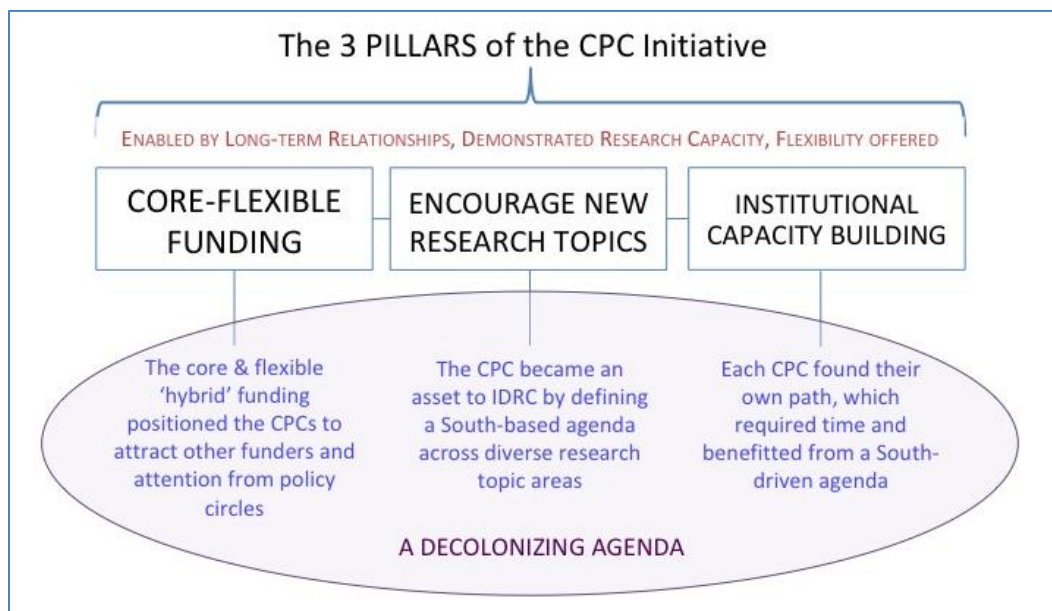 The 3 PILLARS of the CPC Initiative
ENABLED BY LONG-TERM RELATIONSHIPS, DEMONSTRATED RESEARCH CAPACITY, FLEXIBILITY OFFERED
CORE-FLEXIBLE
FUNDING
ENCOURAGE NEW
RESEARCH TOPICS
INSTITUTIONAL
CAPACITY BUILDING
The core & flexible
‘hybrid’ funding
positioned the CPCs to
attract other funders and
attention from policy
circles
The CPC became an
asset to IDRC by defining
a South-based agenda
across diverse research
topic areas
Each CPC found their
own path, which
required time and
benefitted from a South-
driven agenda
A DECOLONIZING AGENDA